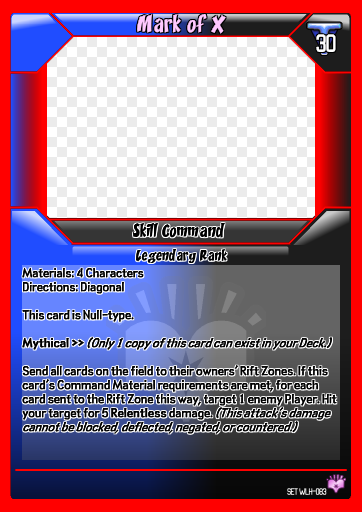 Mark of X
30
Skill Command
Legendary Rank
Materials: 4 Characters
Directions: Diagonal
This card is Null-type.
Mythical >> (Only 1 copy of this card can exist in your Deck.)
Send all cards on the field to their owners' Rift Zones. If this
card's Command Material requirements are met, for each
card sent to the Rift Zone this way, target 1 enemy Player. Hit
your target for 5 Relentless damage. (This attack's damage
cannot be blocked, deflected, negated, or countered.)
SET WLH-083